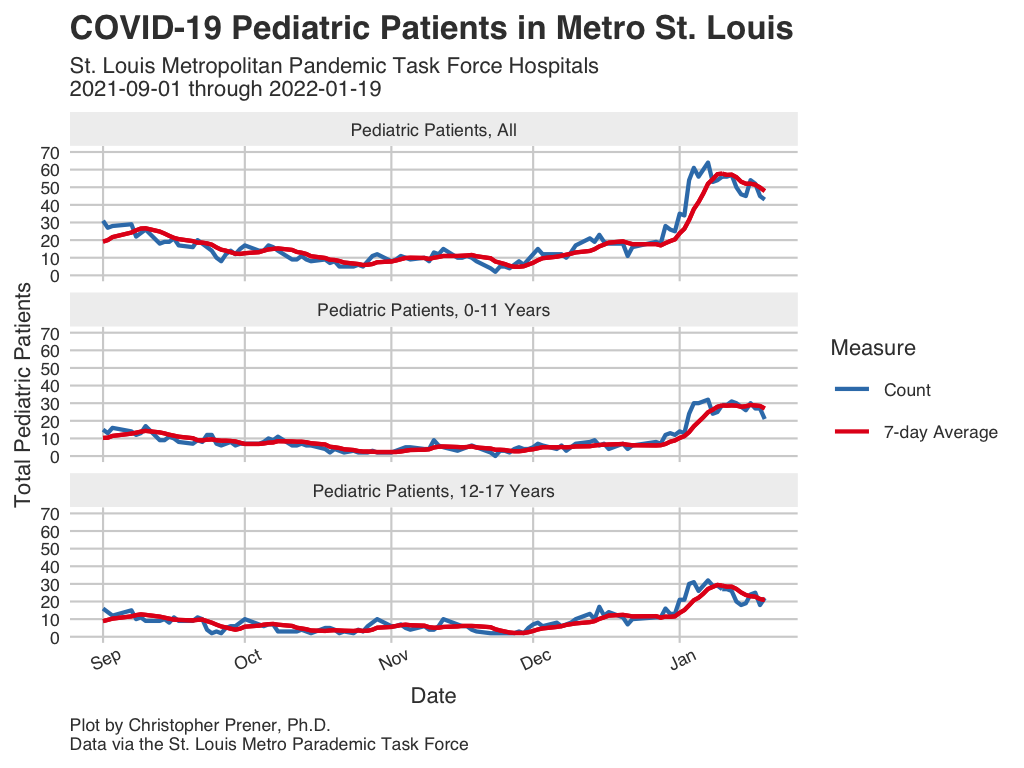 COVID-19 Pediatric Patients in Metro St. Louis
St. Louis Metropolitan Pandemic Task Force Hospitals
2021-09-01 through 2022-01-19
Pediatric Patients, All
70
60
50
40
30
20
10
0
Pediatric Patients, 0-11 Years
70
60
50
40
30
20
10
0
Pediatric Patients, 12-17 Years
70
60
50
40
30
20
10
0
Total Pediatric Patients
Sep Oct Nov Dec Jan
Date
Measure
Count
7-day Average
Plot by Christopher Prener, Ph.D.
Data via the St. Louis Metro Parademic Task Force